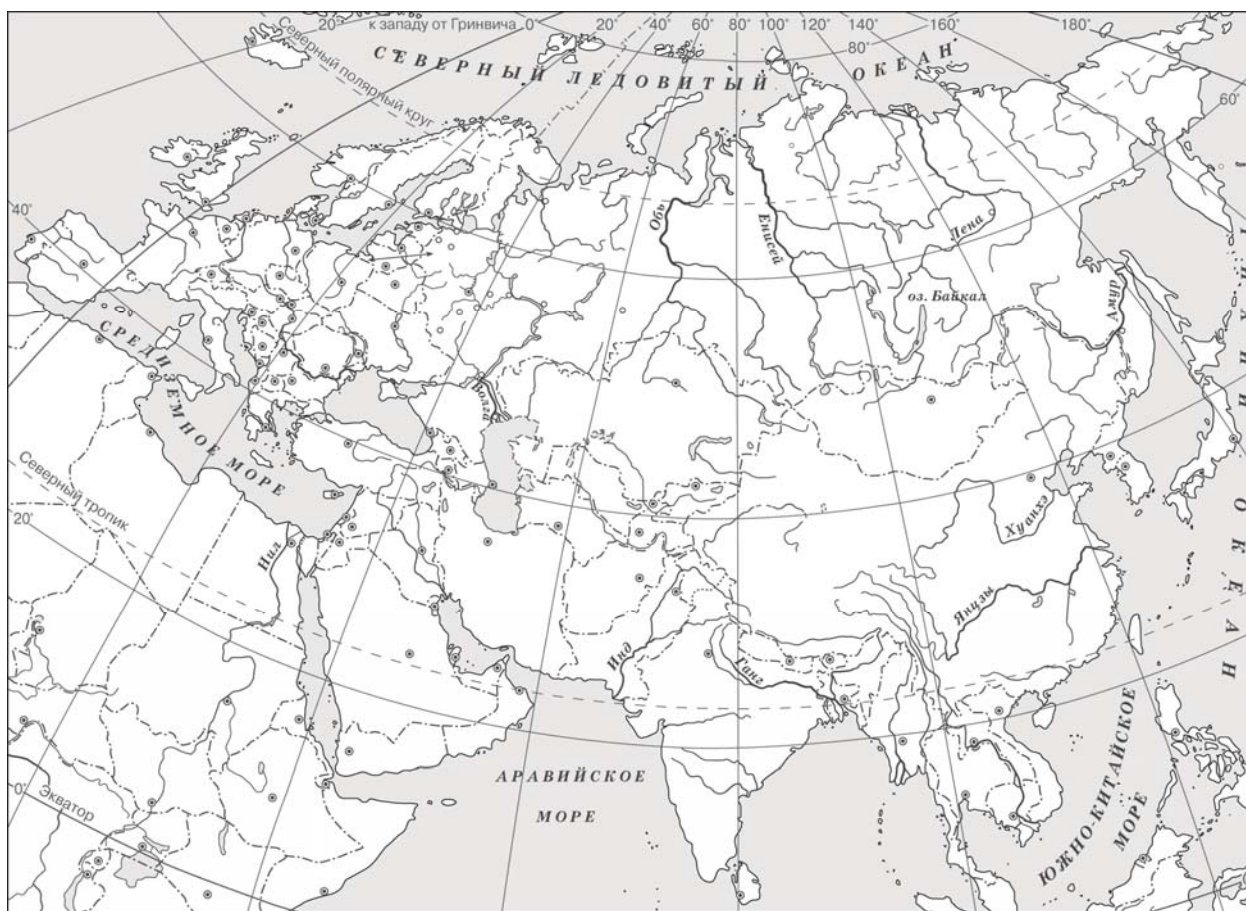 20° к западу от Гринвича 0° 20° 40° 60° 80° 100° 120° 140° 160° 180°
80°
60°
Северный полярный круг
СЕВЕРНЫЙ ЛЕДОВИТЫЙ ОКЕАН
40°
Обь
Енисей
Лена
оз. Байкал
Амур
СРЕДИЗЕМНОЕ МОРЕ
Волга
Северный тропик
20°
Нил
Хуанхэ
Янцзы
Инд
Ганг
ТИХИЙ ОКЕАН
АРАВИЙСКОЕ
МОРЕ
ЮЖНО-КИТАЙСКОЕ
МОРЕ
0° Экватор